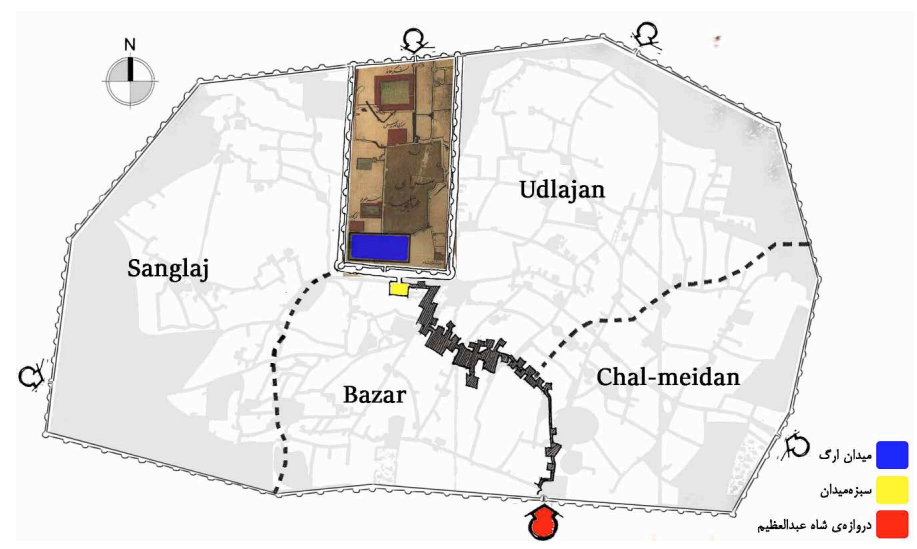 N
Udlajan
Sanglaj
Chal-meidan
Bazar
میدان ارگ
سبزه‌میدان
دروازه‌ی شاه عبدالعظیم